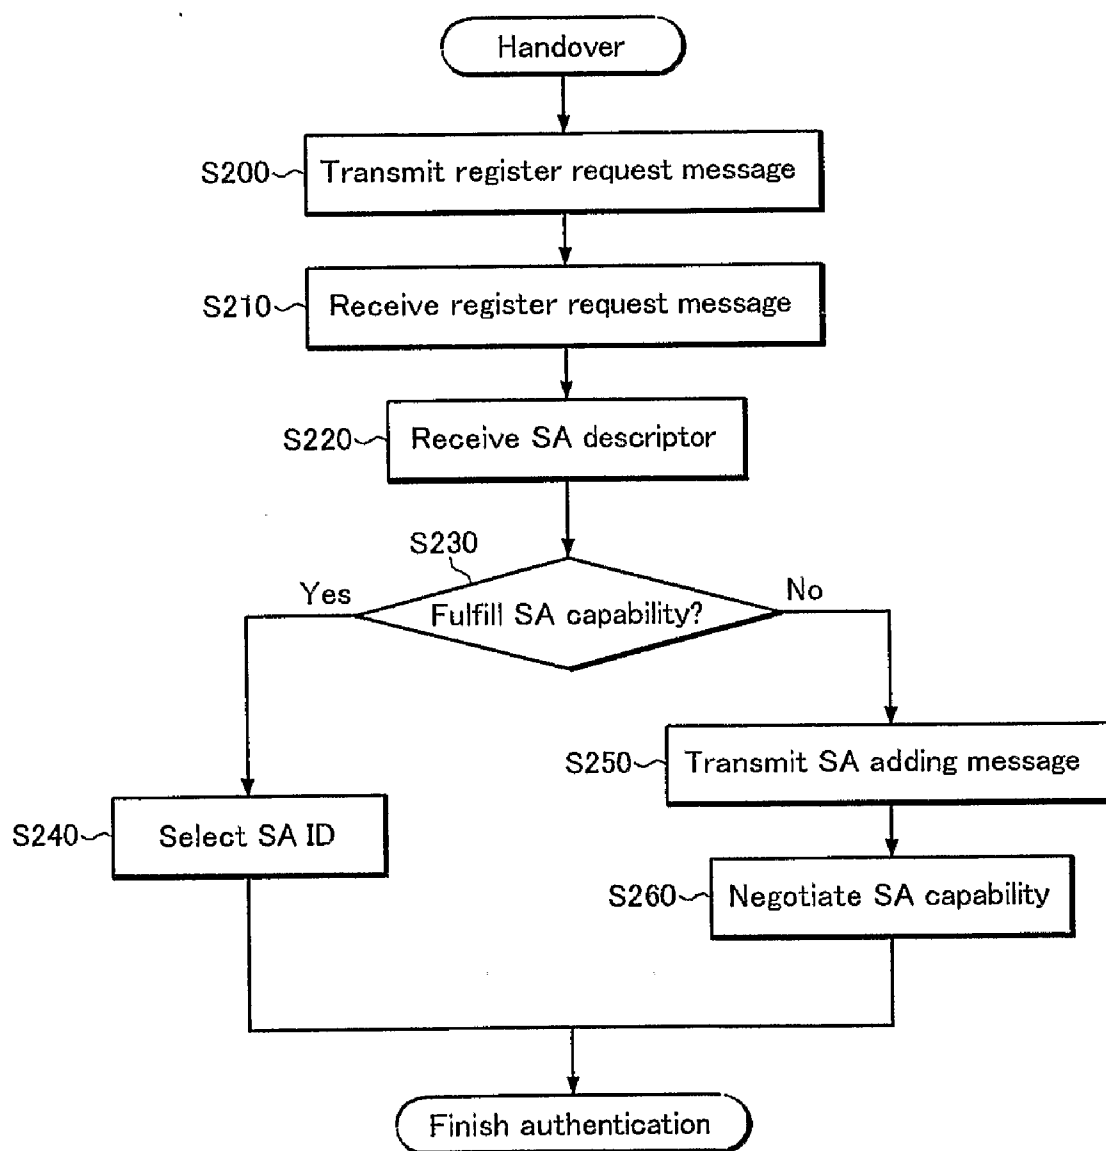 Handover
S200
Transmit register request message
S210
Receive register request message
S220
Receive SA descriptor
S230
Yes
Fulfill SA capability?
No
S250
Transmit SA adding message
S240
Select SA ID
S260
Negotiate SA capability
Finish authentication